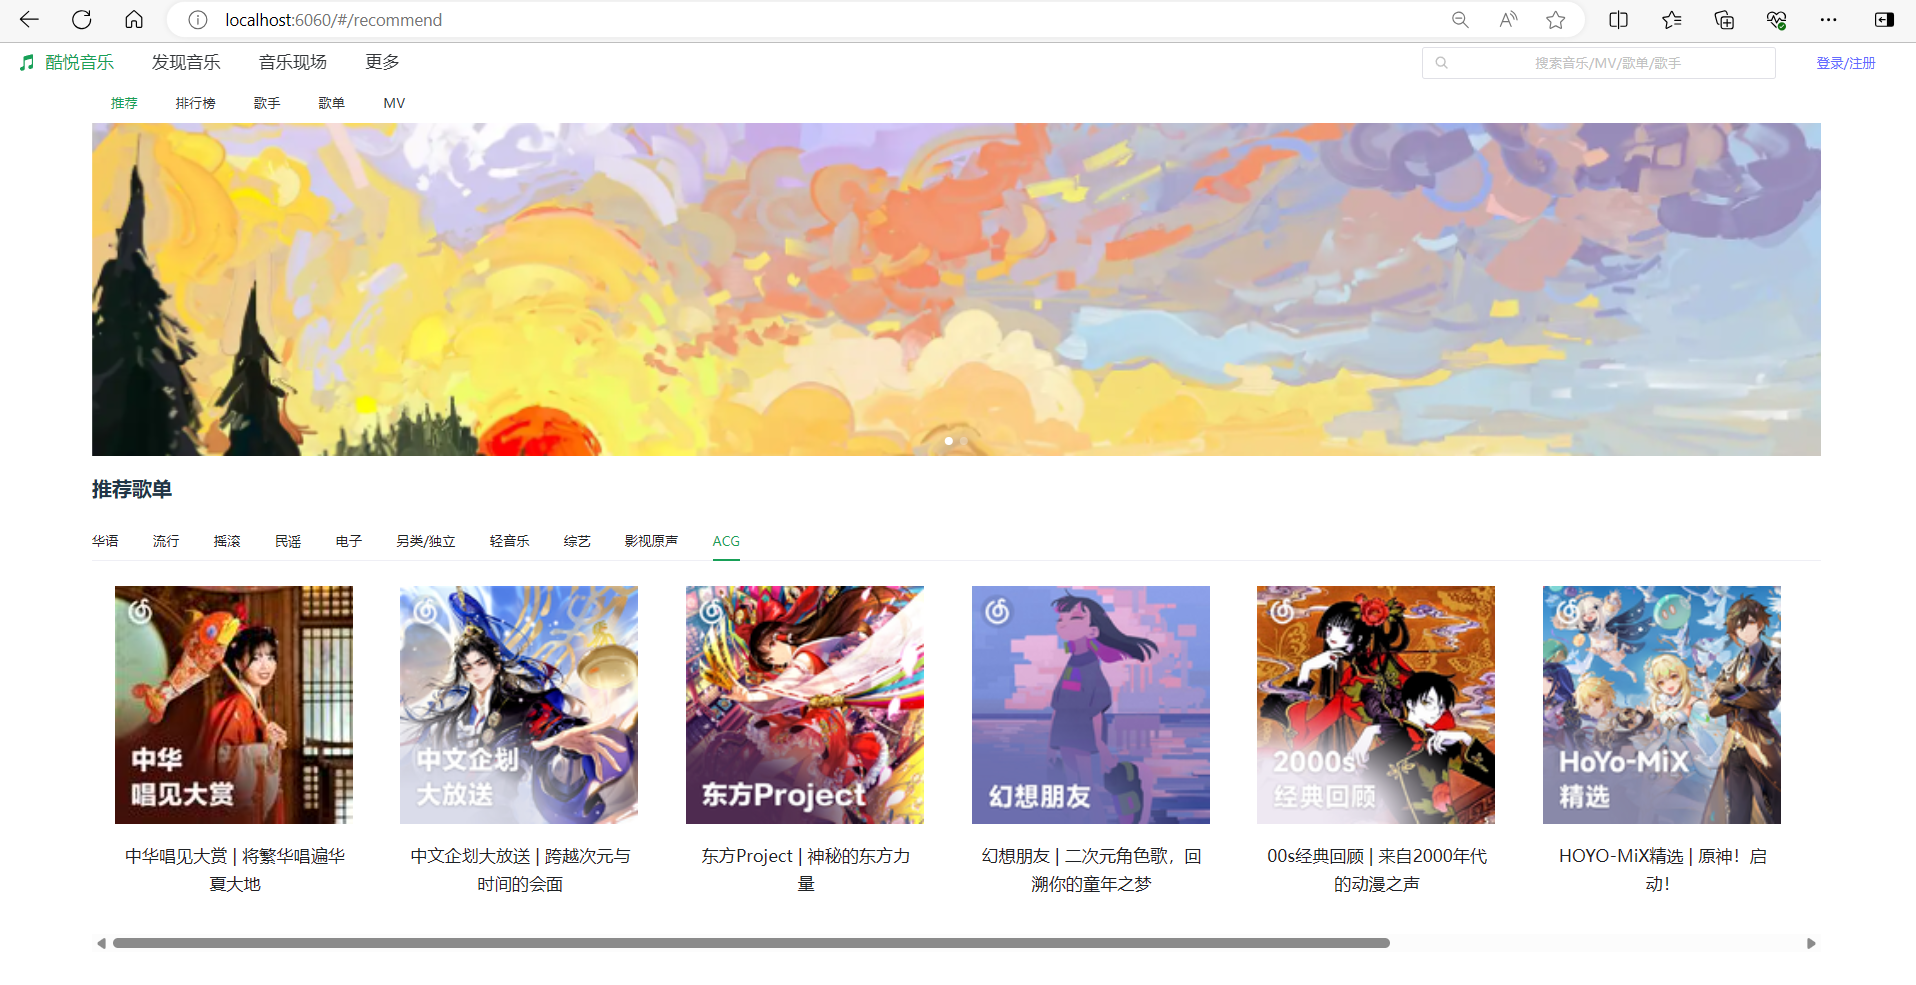 localhost:6060/#/recommend
酷悦音乐 发现音乐 音乐现场 更多 搜索音乐/MV/歌单/歌手 登录/注册
推荐 排行榜 歌手 歌单 MV
推荐歌单
华语 流行 摇滚 民谣 电子 另类/独立 轻音乐 综艺 影视原声 ACG
中华
唱见大赏
中文企划
大放送
东方Project
幻想朋友
2000s
经典回顾
HoYo-MiX
精选
中华唱见大赏 | 将繁华唱遍华
夏大地
中文企划大放送 | 跨越次元与
时间的会面
东方Project | 神秘的东方力
量
幻想朋友 | 二次元角色歌，回
溯你的童年之梦
00s经典回顾 | 来自2000年代
的动漫之声
HOYO-MiX精选 | 原神！启
动！